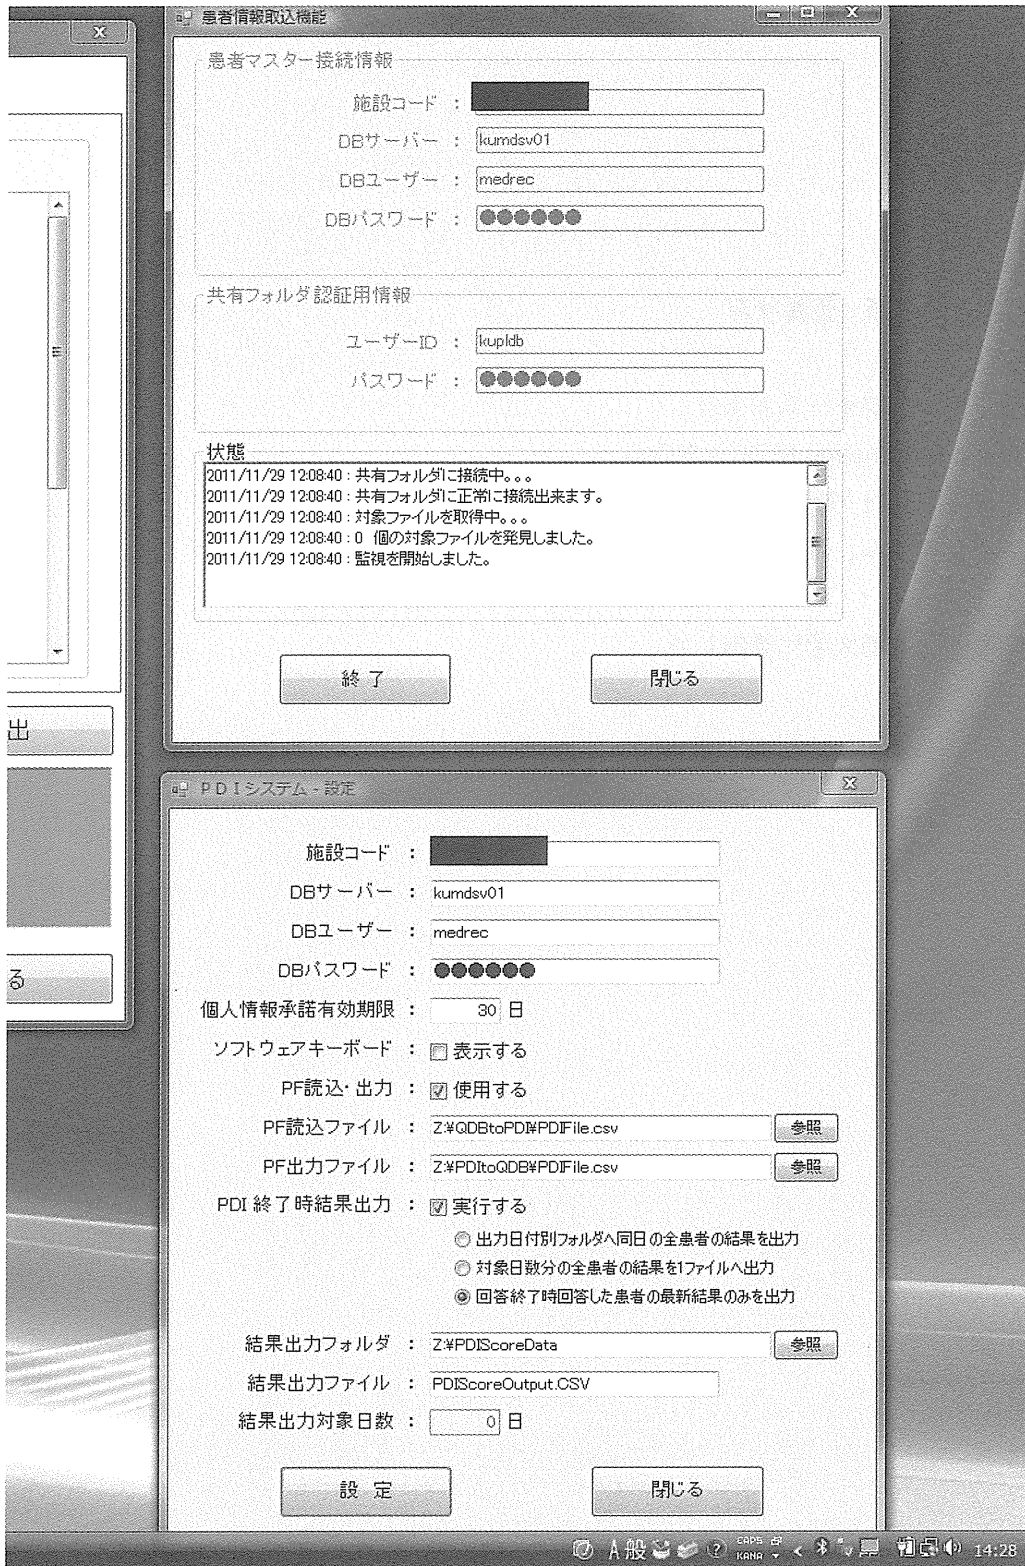 患者情報取込機能
患者マスター接続情報
施設コード :
DBサーバー : kumdsv01
DBユーザー : medrec
DBパスワード : ●●●●●●
共有フォルダ認証用情報
ユーザーID : kupldb
パスワード : ●●●●●●
状態
2011/11/29 12:08:40 : 共有フォルダに接続中。。。
2011/11/29 12:08:40 : 共有フォルダに正常に接続出来ます。
2011/11/29 12:08:40 : 対象ファイルを取得中。。。
2011/11/29 12:08:40 : 0 個の対象ファイルを発見しました。
2011/11/29 12:08:40 : 監視を開始しました。
終了 閉じる
出
る
PDIシステム - 設定
施設コード :
DBサーバー : kumdsv01
DBユーザー : medrec
DBパスワード : ●●●●●●
個人情報承諾有効期限 : 30 日
ソフトウェアキーボード : 表示する
PF読込・出力 : 使用する
PF読込ファイル : Z:¥QDBtoPDI¥PDIFile.csv 参照
PF出力ファイル : Z:¥PDItoQDB¥PDIFile.csv 参照
PDI 終了時結果出力 : 実行する
出力日付別フォルダへ同日の全患者の結果を出力
対象日数分の全患者の結果を1ファイルへ出力
回答終了時回答した患者の最新結果のみを出力
結果出力フォルダ : Z:¥PDIScoreData 参照
結果出力ファイル : PDIScoreOutput.CSV
結果出力対象日数 : 0 日
設定 閉じる
A 般 CAPS KANA 14:28